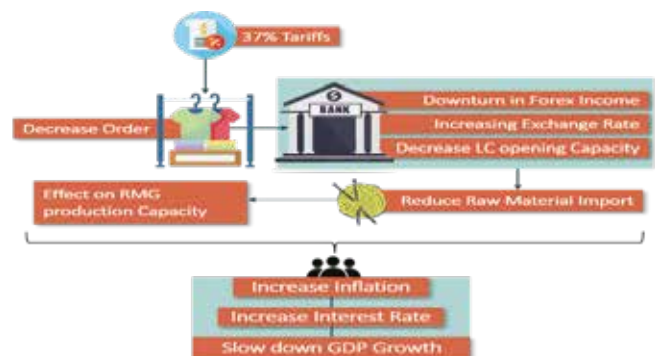 37% Tariffs
Decrease Order
BANK
Downturn in Forex Income
Increasing Exchange Rate
Decrease LC opening Capacity
Effect on RMG
production Capacity
Reduce Raw Material Import
Increase Inflation
Increase Interest Rate
Slow down GDP Growth